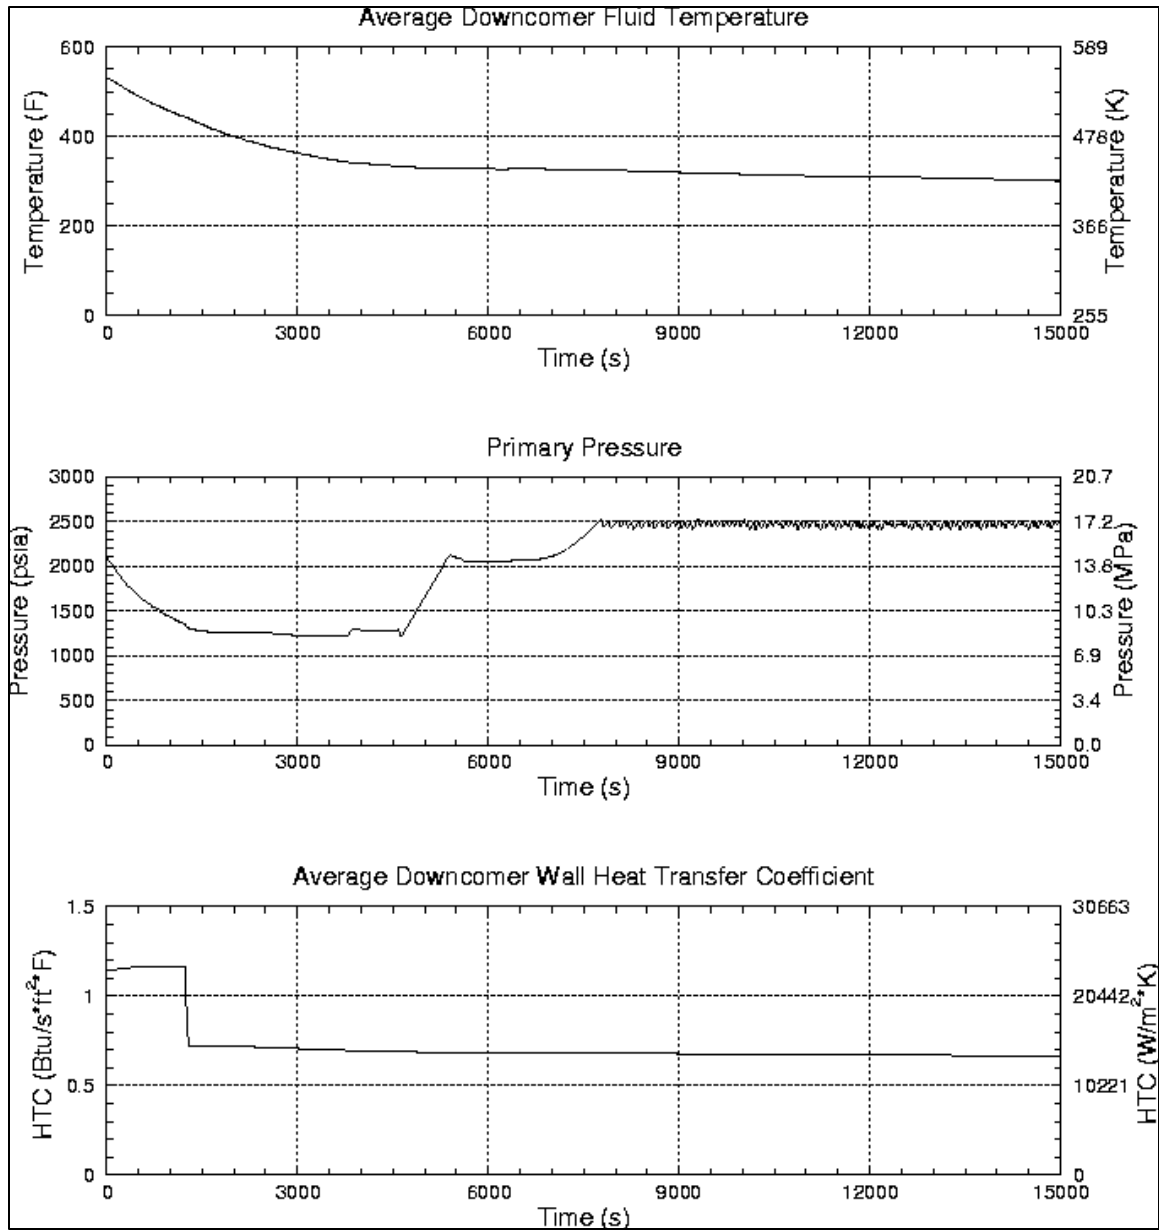 Average Downcomer Fluid Temperature
600 589
400 478
200 366
0 255
Temperature (F)
Temperature (K)
0 3000 6000 9000 12000 15000
Time (s)
Primary Pressure
3000 20.7
2500 17.2
2000 13.8
1500 10.3
1000 6.9
500 3.4
0 0.0
Pressure (psia)
Pressure (MPa)
0 3000 6000 9000 12000 15000
Time (s)
Average Downcomer Wall Heat Transfer Coefficient
1.5 30663
1 20442
0.5 10221
0 0
HTC (Btu/s*ft²*F)
HTC (W/m²*K)
0 3000 6000 9000 12000 15000
Time (s)